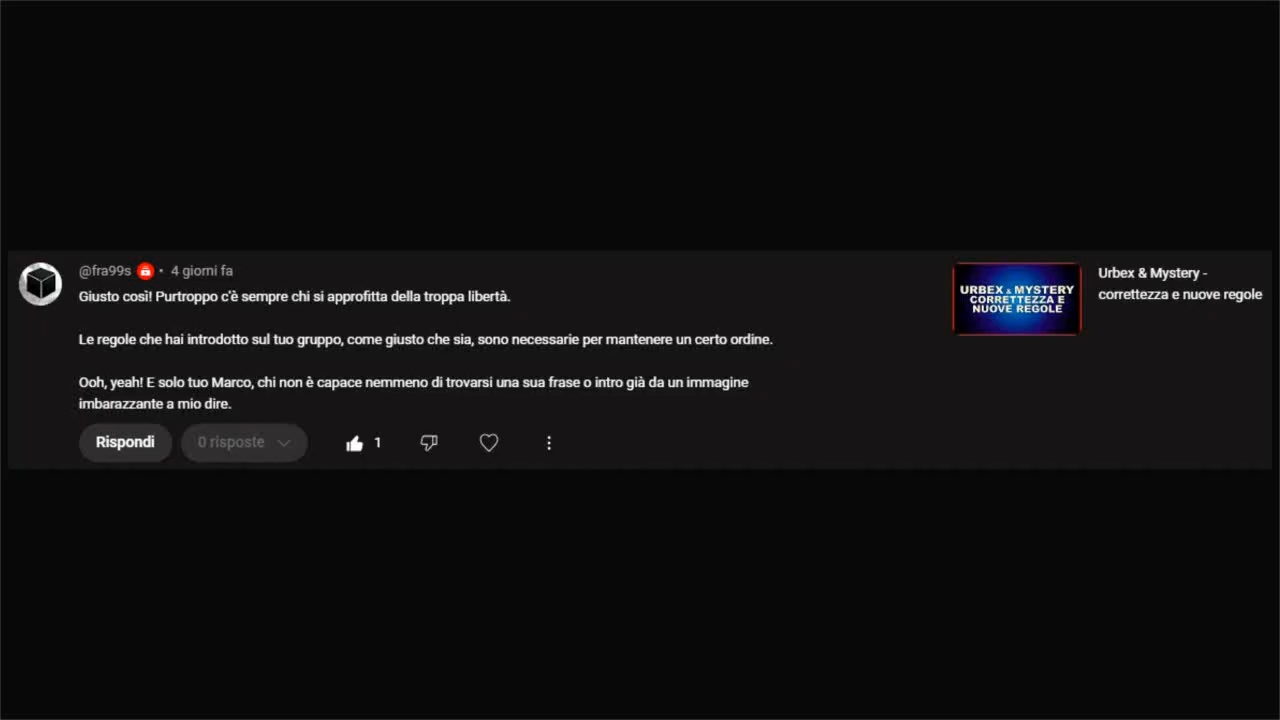 @fra99s • 4 giorni fa
Giusto così! Purtroppo c'è sempre chi si approfitta della troppa libertà.
Le regole che hai introdotto sul tuo gruppo, come giusto che sia, sono necessarie per mantenere un certo ordine.
Ooh, yeah! E solo tuo Marco, chi non è capace nemmeno di trovarsi una sua frase o intro già da un immagine
imbarazzante a mio dire.
Rispondi 0 risposte 1
URBEX & MYSTERY
CORRETTEZZA E
NUOVE REGOLE
Urbex & Mystery -
correttezza e nuove regole